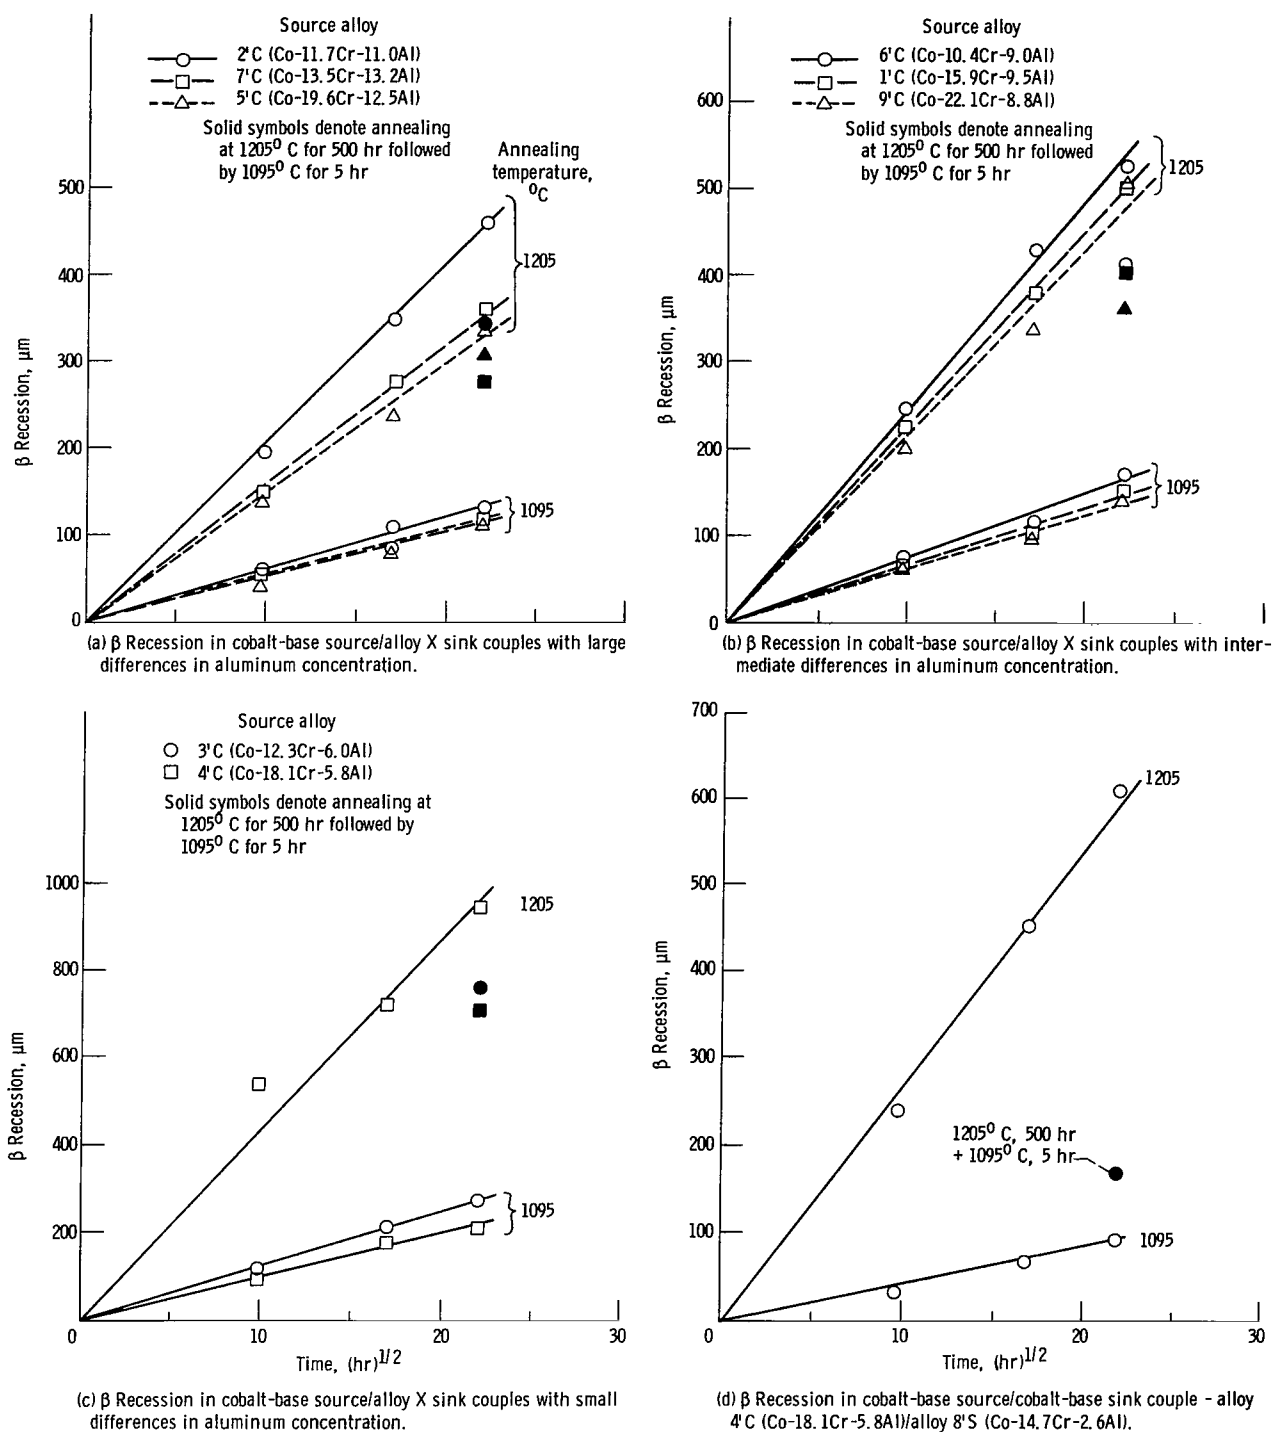 Source alloy
2'C (Co-11.7Cr-11.0Al)
7'C (Co-13.5Cr-13.2Al)
5'C (Co-19.6Cr-12.5Al)
Solid symbols denote annealing
at 1205⁰ C for 500 hr followed
by 1095⁰ C for 5 hr
Annealing
temperature,
⁰C
500
400
300
200
100
0
β Recession, μm
1205
1095
(a) β Recession in cobalt-base source/alloy X sink couples with large
differences in aluminum concentration.
Source alloy
6'C (Co-10.4Cr-9.0Al)
1'C (Co-15.9Cr-9.5Al)
9'C (Co-22.1Cr-8.8Al)
Solid symbols denote annealing
at 1205⁰ C for 500 hr followed
by 1095⁰ C for 5 hr
600
500
400
300
200
100
0
β Recession, μm
1205
1095
(b) β Recession in cobalt-base source/alloy X sink couples with inter-
mediate differences in aluminum concentration.
Source alloy
3'C (Co-12.3Cr-6.0Al)
4'C (Co-18.1Cr-5.8Al)
Solid symbols denote annealing at
1205⁰ C for 500 hr followed by
1095⁰ C for 5 hr
1000
800
600
400
200
β Recession, μm
1205
1095
0 10 20 30
Time, (hr)^1/2
(c) β Recession in cobalt-base source/alloy X sink couples with small
differences in aluminum concentration.
700
600
500
400
300
200
100
β Recession, μm
1205
1205⁰ C, 500 hr
+ 1095⁰ C, 5 hr
1095
0 10 20 30
Time, (hr)^1/2
(d) β Recession in cobalt-base source/cobalt-base sink couple - alloy
4'C (Co-18.1Cr-5.8Al)/alloy 8'S (Co-14.7Cr-2.6Al).